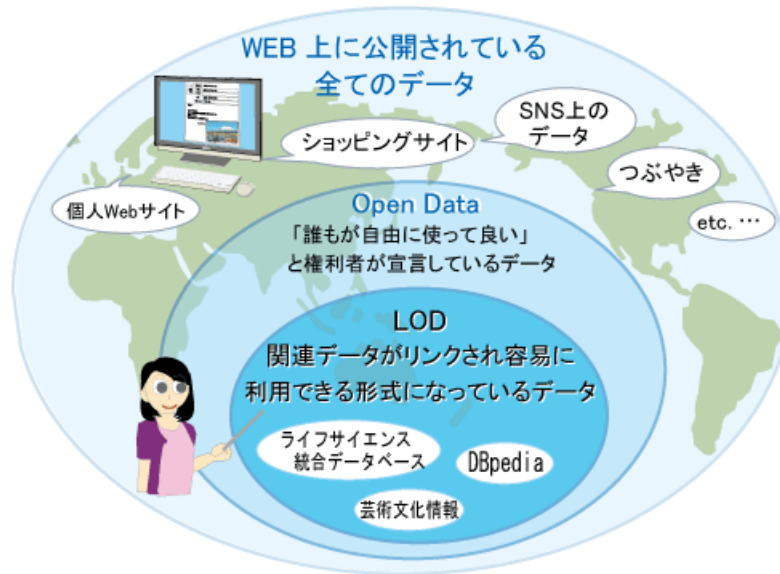 WEB 上に公開されている
全てのデータ
SNS上の
データ
ショッピングサイト
つぶやき
個人Webサイト
etc. …
Open Data
「誰もが自由に使って良い」
と権利者が宣言しているデータ
LOD
関連データがリンクされ容易に
利用できる形式になっているデータ
ライフサイエンス
統合データベース
DBpedia
芸術文化情報